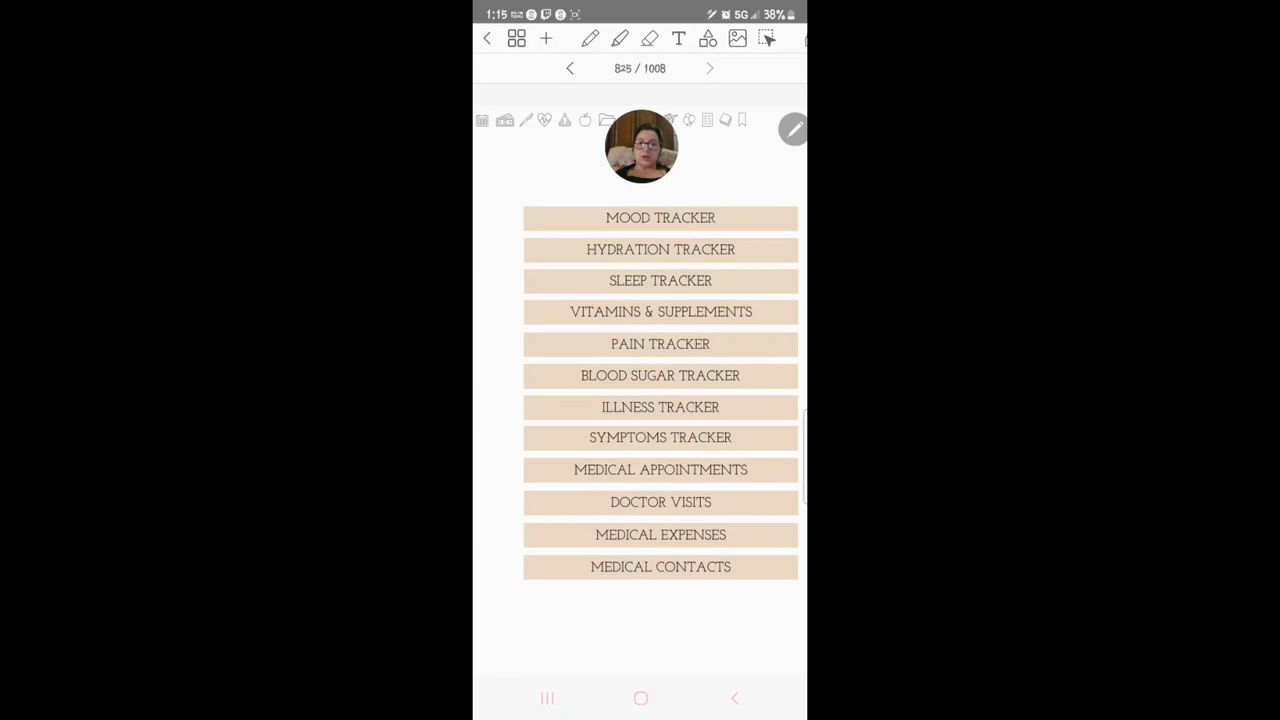 1:15
5G
38%
825 / 1008
MOOD TRACKER
HYDRATION TRACKER
SLEEP TRACKER
VITAMINS & SUPPLEMENTS
PAIN TRACKER
BLOOD SUGAR TRACKER
ILLNESS TRACKER
SYMPTOMS TRACKER
MEDICAL APPOINTMENTS
DOCTOR VISITS
MEDICAL EXPENSES
MEDICAL CONTACTS